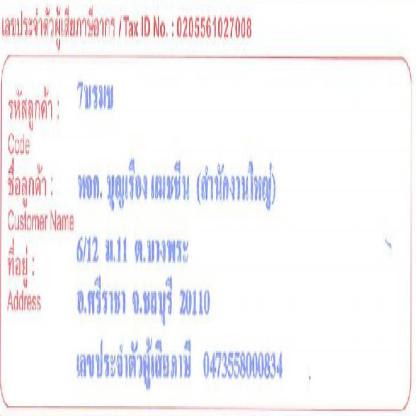 เลขประจำตัวผู้เสียภาษีอากร / Tax ID No. : 0205561027008
รหัสลูกค้า : 7บรมข
Code
ชื่อลูกค้า : หจก. บุญเรือง แมชชีน (สำนักงานใหญ่)
Customer Name
ที่อยู่ : 6/12 ม.11 ต.บางพระ
Address
อ.ศรีราชา จ.ชลบุรี 20110
เลขประจำตัวผู้เสียภาษี 0473558000834